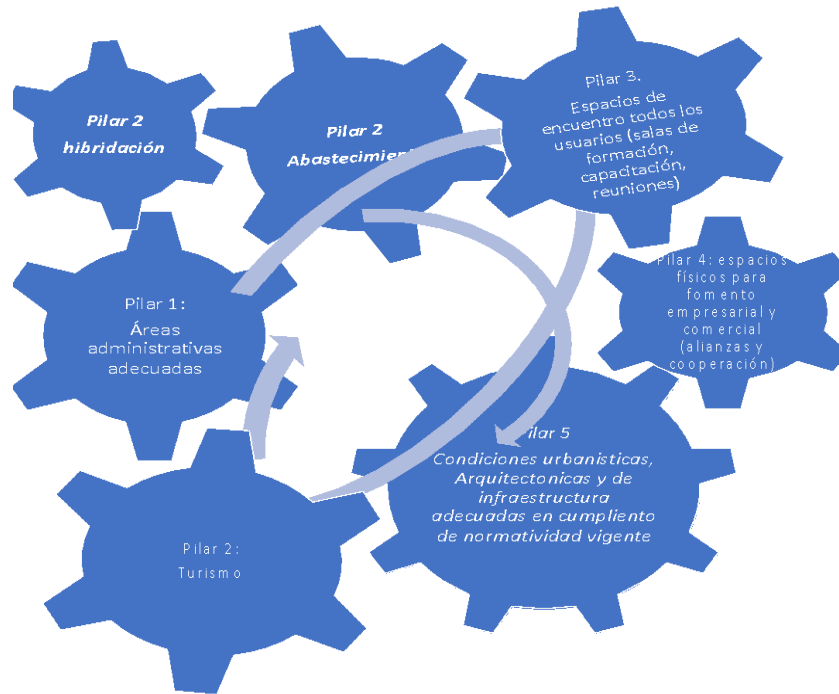 Pilar 2
hibridación
Pilar 2
Abastecimient
Pilar 3.
Espacios de
encuentro todos los
usuarios (salas de
formación,
capacitación,
reuniones)
Pilar 1:
Áreas
administrativas
adecuadas
Pilar 4: espacios
físicos para
fomento
empresarial y
comercial
(alianzas y
cooperación)
ilar 5
Condiciones urbanísticas,
Arquitectonicas y de
infraestructura
adecuadas en cumpliento
de normatividad vigente
Pilar 2:
Turismo